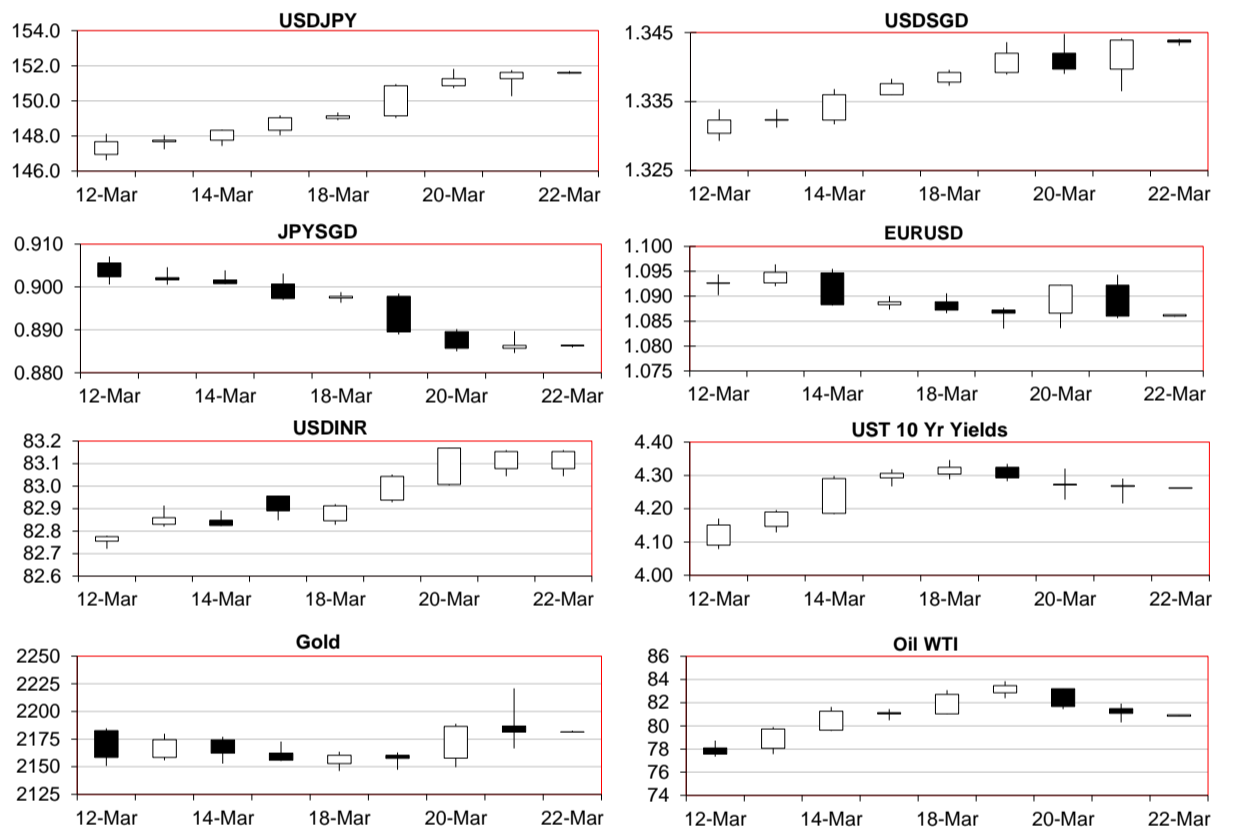 USDJPY
154.0
152.0
150.0
148.0
146.0
12-Mar 14-Mar 18-Mar 20-Mar 22-Mar
USDSGD
1.345
1.335
1.325
12-Mar 14-Mar 18-Mar 20-Mar 22-Mar
JPYSGD
0.910
0.900
0.890
0.880
12-Mar 14-Mar 18-Mar 20-Mar 22-Mar
EURUSD
1.100
1.095
1.090
1.085
1.080
1.075
12-Mar 14-Mar 18-Mar 20-Mar 22-Mar
USDINR
83.2
83.1
83.0
82.9
82.8
82.7
82.6
12-Mar 14-Mar 18-Mar 20-Mar 22-Mar
UST 10 Yr Yields
4.40
4.30
4.20
4.10
4.00
12-Mar 14-Mar 18-Mar 20-Mar 22-Mar
Gold
2250
2225
2200
2175
2150
2125
12-Mar 14-Mar 18-Mar 20-Mar 22-Mar
Oil WTI
86
84
82
80
78
76
74
12-Mar 14-Mar 18-Mar 20-Mar 22-Mar